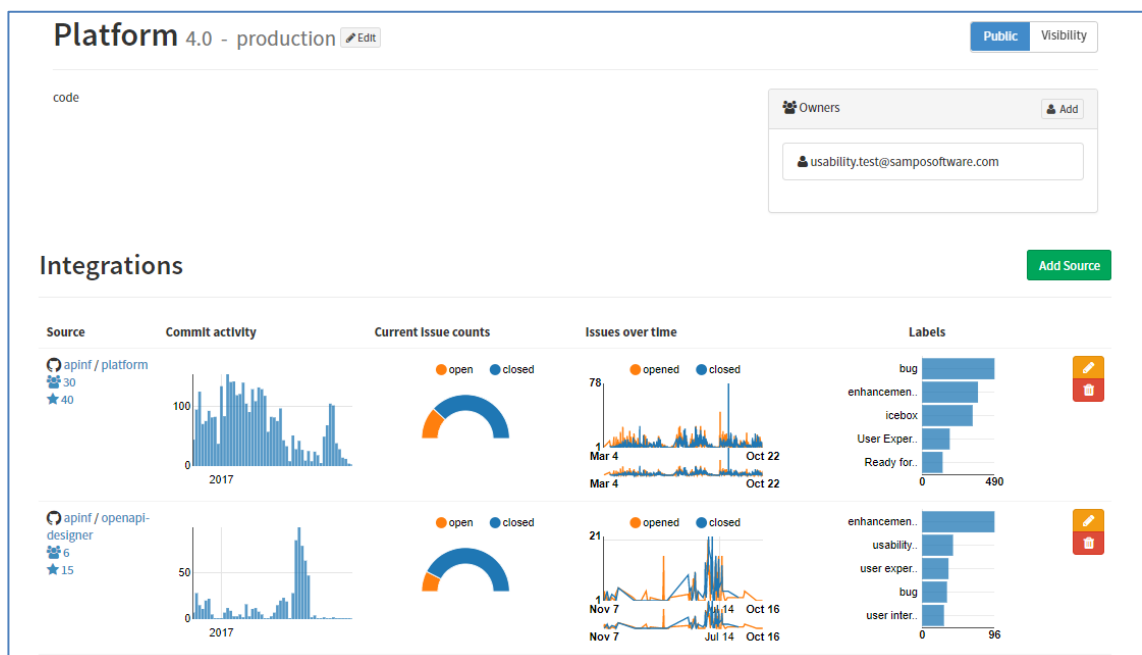 Platform 4.0 - production Edit
Public Visibility
code
Owners Add
usability.test@samposoftware.com
Integrations
Add Source
Source Commit activity Current issue counts Issues over time Labels
apinf / platform
30
40
100
0
2017
open closed
opened closed
78
1
Mar 4 Oct 22
Mar 4 Oct 22
bug
enhancemen..
icebox
User Exper..
Ready for..
0 490
apinf / openapi-
designer
6
15
50
0
2017
open closed
opened closed
21
1
Nov 7 Jul 14 Oct 16
Nov 7 Jul 14 Oct 16
enhancemen..
usability..
user exper..
bug
user inter..
0 96